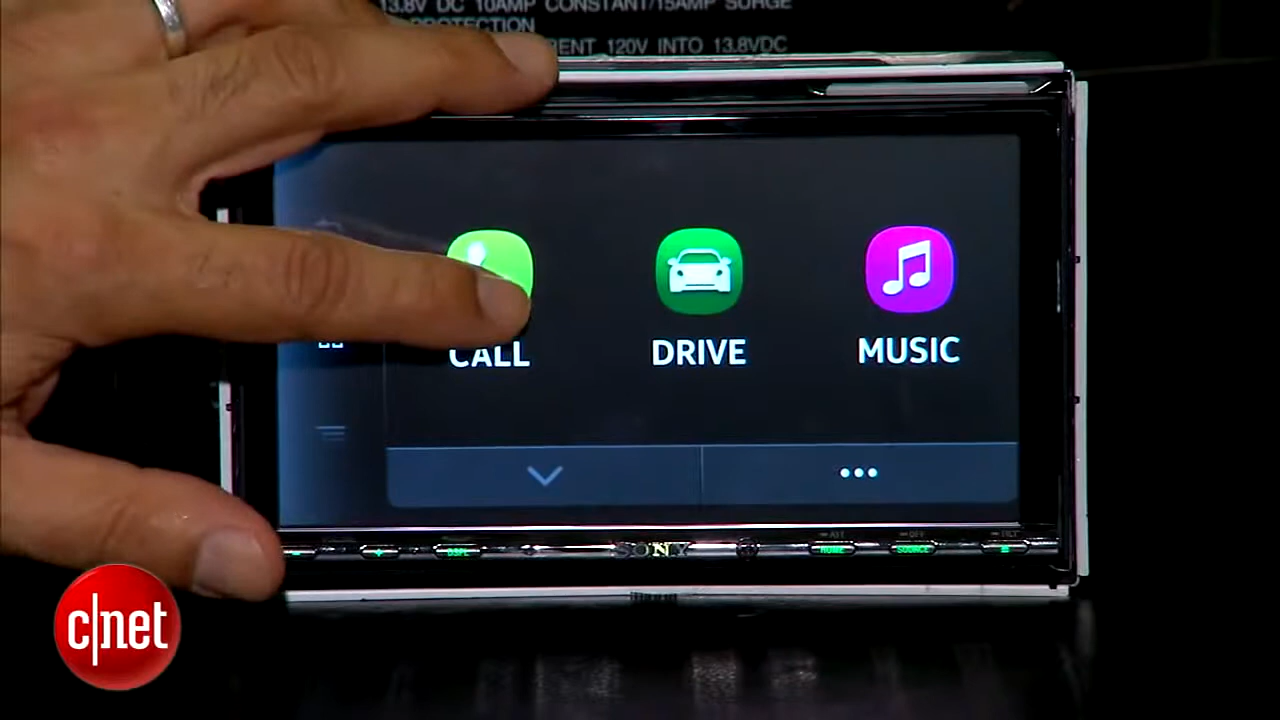 13.8V DC 10AMP CONSTANT/15AMP SURGE
PROTECTION
120V INTO 13.8VDC
CALL
DRIVE
MUSIC
SONY
DSPL
HOME
SOURCE
c|net